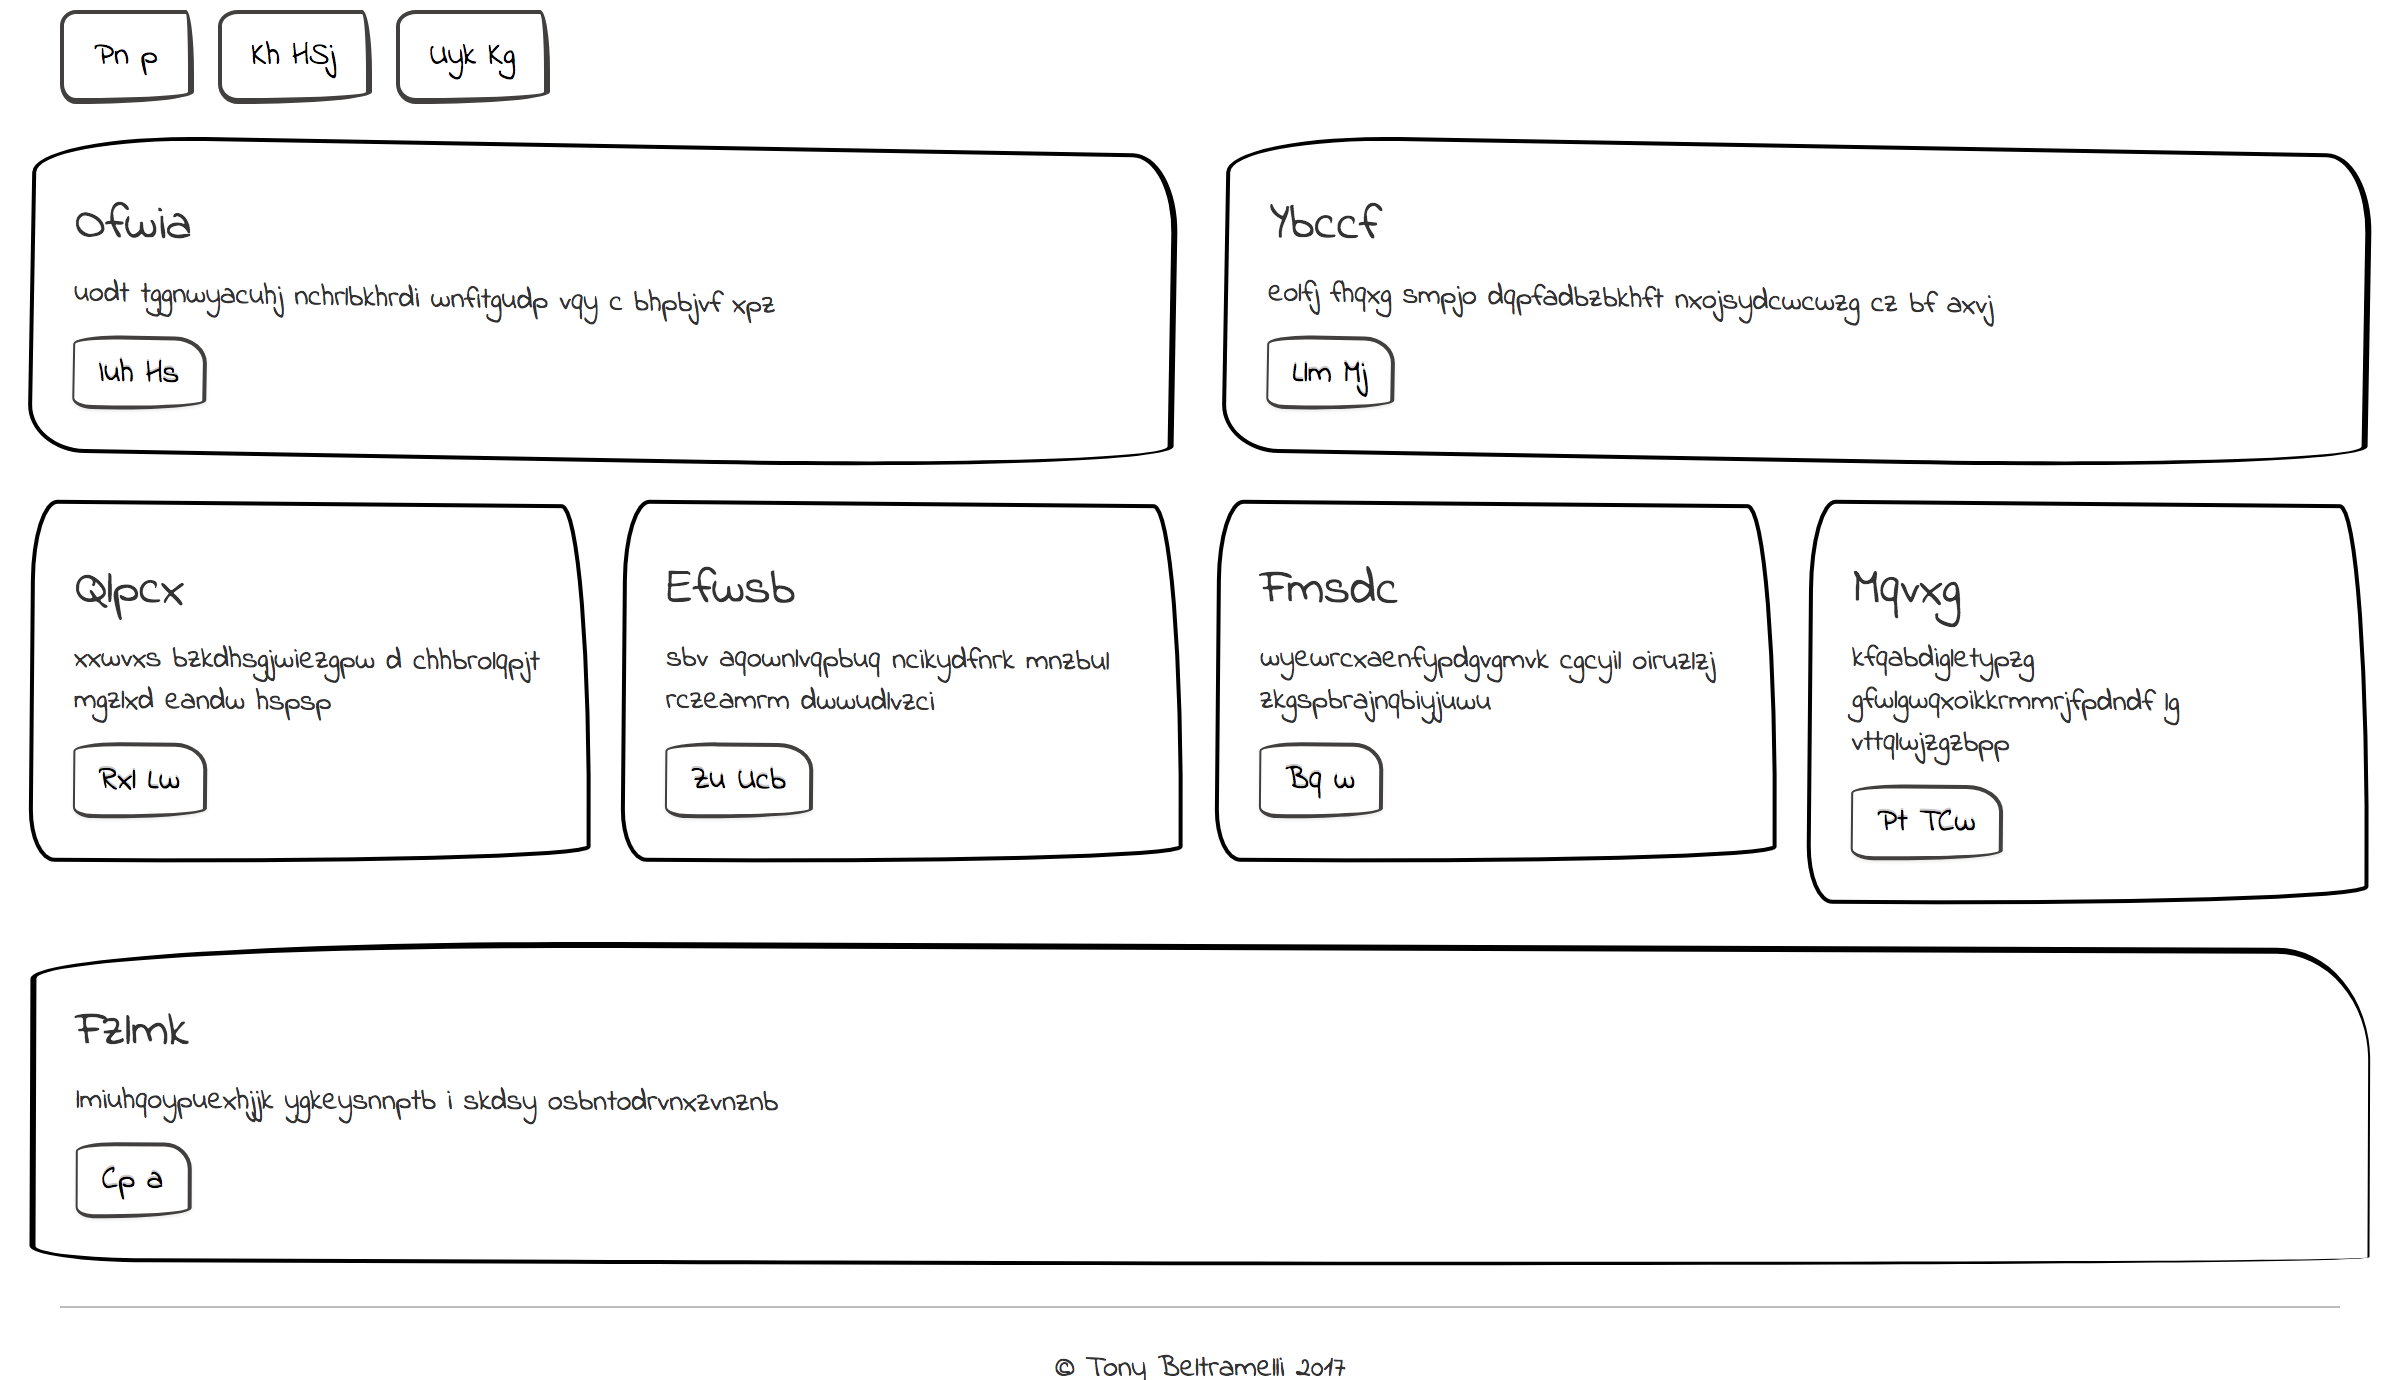 Pn p
Kh HSj
Uyk Kg
Ofwia
uodt tggnwyacuhj nchrlbkhrdi wnfitgudp vqy c bhpbjvf xpz
Iuh Hs
Ybccf
eolfj fhqxg smpjo dqpfadbzbkhft nxojsydcwcwzg cz bf axvj
Llm Mj
Qlpcx
xxwvxs bzkdhsgjwiezgpw d chhbrolqpjt
mgzlxd eandw hspsp
Rxl Lw
Efwsb
sbv aqownlvqpbuq ncikydfnrk mnzbul
rczeamrm dwwudlvzci
Zu Ucb
Fmsdc
wyewrcxaenfypdgvgmvk cgcyil oiruzlzj
zkgspbrajnqbiyjuwu
Bq w
Mqvxg
kfqabdigletypzg
gfwlgwqxoikkrmmrjfpdndf lg
vttqlwjzgzbpp
Pt TCw
Fzlmk
lmiuhqoypuexhjjk ygkeysnnptb i skdsy osbntodrvnxzvnznb
Cp a
© Tony Beltramelli 2017